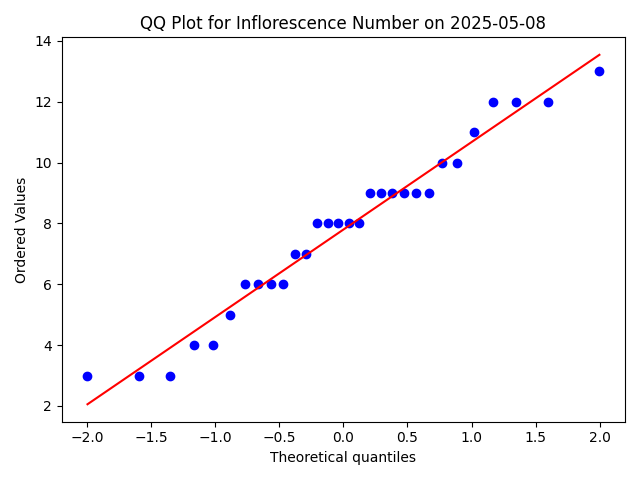 QQ Plot for Inflorescence Number on 2025-05-08
Ordered Values
14
12
10
8
6
4
2
−2.0 −1.5 −1.0 −0.5 0.0 0.5 1.0 1.5 2.0
Theoretical quantiles